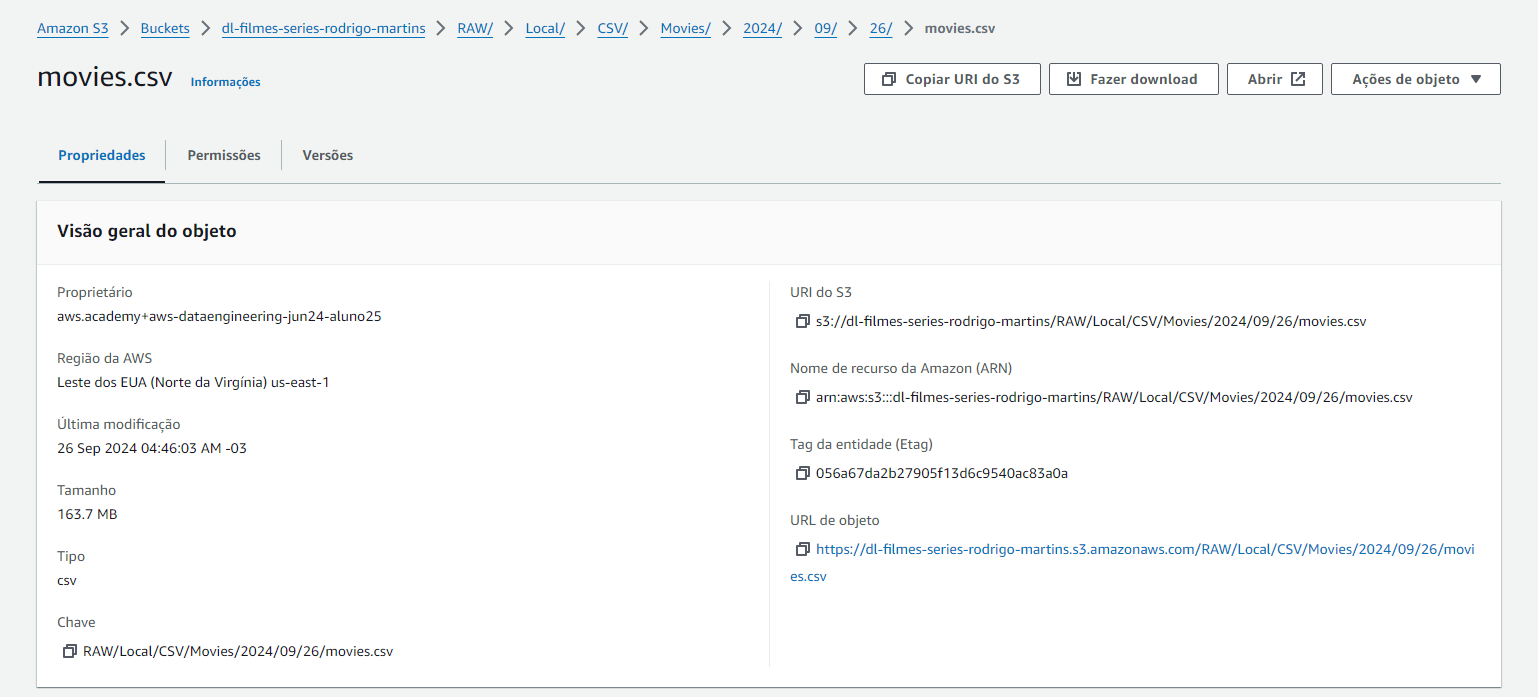 Amazon S3 > Buckets > dl-filmes-series-rodrigo-martins > RAW/ > Local/ > CSV/ > Movies/ > 2024/ > 09/ > 26/ > movies.csv
movies.csv Informações
Copiar URI do S3 Fazer download Abrir Ações de objeto
Propriedades Permissões Versões
Visão geral do objeto
Proprietário
aws.academy+aws-dataengineering-jun24-aluno25
Região da AWS
Leste dos EUA (Norte da Virgínia) us-east-1
Última modificação
26 Sep 2024 04:46:03 AM -03
Tamanho
163.7 MB
Tipo
csv
Chave
RAW/Local/CSV/Movies/2024/09/26/movies.csv
URI do S3
s3://dl-filmes-series-rodrigo-martins/RAW/Local/CSV/Movies/2024/09/26/movies.csv
Nome de recurso da Amazon (ARN)
arn:aws:s3:::dl-filmes-series-rodrigo-martins/RAW/Local/CSV/Movies/2024/09/26/movies.csv
Tag da entidade (Etag)
056a67da2b27905f13d6c9540ac83a0a
URL de objeto
https://dl-filmes-series-rodrigo-martins.s3.amazonaws.com/RAW/Local/CSV/Movies/2024/09/26/movi
es.csv